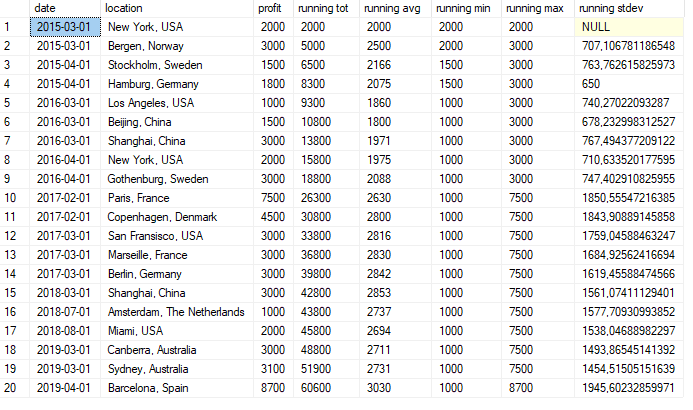 date location profit running tot running avg running min running max running stdev
1 2015-03-01 New York, USA 2000 2000 2000 2000 2000 NULL
2 2015-03-01 Bergen, Norway 3000 5000 2500 2000 3000 707,106781186548
3 2015-03-01 Stockholm, Sweden 1500 6500 2166 1500 3000 763,762615825973
4 2015-04-01 Hamburg, Germany 1800 8300 2075 1500 3000 650
5 2016-03-01 Los Angeles, USA 1000 9300 1860 1000 3000 740,27022093287
6 2016-03-01 Beijing, China 1500 10800 1800 1000 3000 678,232998312527
7 2016-03-01 Shanghai, China 3000 13800 1971 1000 3000 767,494377209122
8 2016-04-01 New York, USA 2000 15800 1975 1000 3000 710,633520177595
9 2016-04-01 Gothenburg, Sweden 3000 18800 2088 1000 3000 747,402910825955
10 2017-02-01 Paris, France 7500 26300 2630 1000 7500 1850,55547216385
11 2017-02-01 Copenhagen, Denmark 4500 30800 2800 1000 7500 1843,90889145858
12 2017-03-01 San Fransisco, USA 3000 33800 2816 1000 7500 1759,04588463247
13 2017-03-01 Marseille, France 3000 36800 2830 1000 7500 1684,92562416694
14 2017-03-01 Berlin, Germany 3000 39800 2842 1000 7500 1619,45588474566
15 2018-03-01 Shanghai, China 3000 42800 2853 1000 7500 1561,07411129401
16 2018-07-01 Amsterdam, The Netherlands 1000 43800 2737 1000 7500 1577,70930993852
17 2018-08-01 Miami, USA 2000 45800 2694 1000 7500 1538,04688982297
18 2019-03-01 Canberra, Australia 3000 48800 2711 1000 7500 1493,86545141392
19 2019-03-01 Sydney, Australia 3100 51900 2731 1000 7500 1454,51505151639
20 2019-04-01 Barcelona, Spain 8700 60600 3030 1000 8700 1945,60232859971